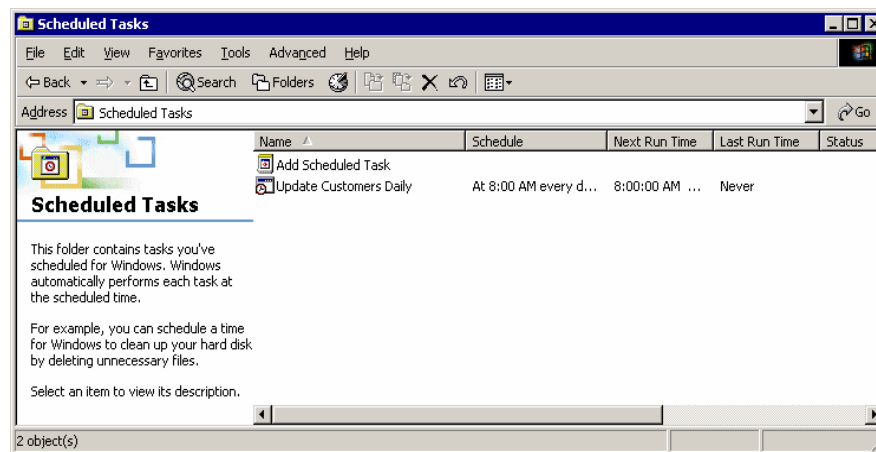 Scheduled Tasks
File Edit View Favorites Tools Advanced Help
Back Search Folders
Address Scheduled Tasks Go
Name Schedule Next Run Time Last Run Time Status
Add Scheduled Task
Update Customers Daily At 8:00 AM every d... 8:00:00 AM ... Never
Scheduled Tasks
This folder contains tasks you've
scheduled for Windows. Windows
automatically performs each task at
the scheduled time.
For example, you can schedule a time
for Windows to clean up your hard disk
by deleting unnecessary files.
Select an item to view its description.
2 object(s)